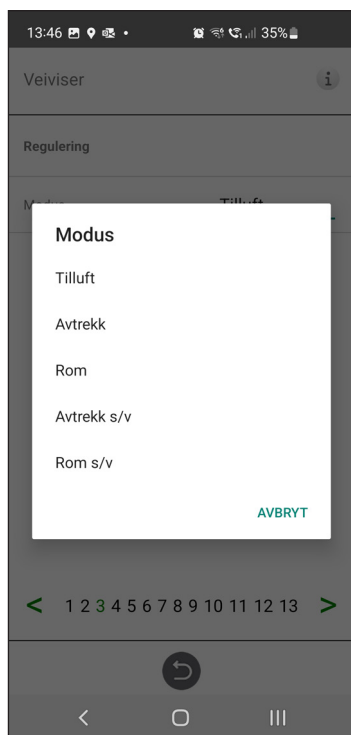 13:46 35%
Veiviser i
Regulering
Modus Tilluft
Modus
Tilluft
Avtrekk
Rom
Avtrekk s/v
Rom s/v
AVBRYT
< 1 2 3 4 5 6 7 8 9 10 11 12 13 >